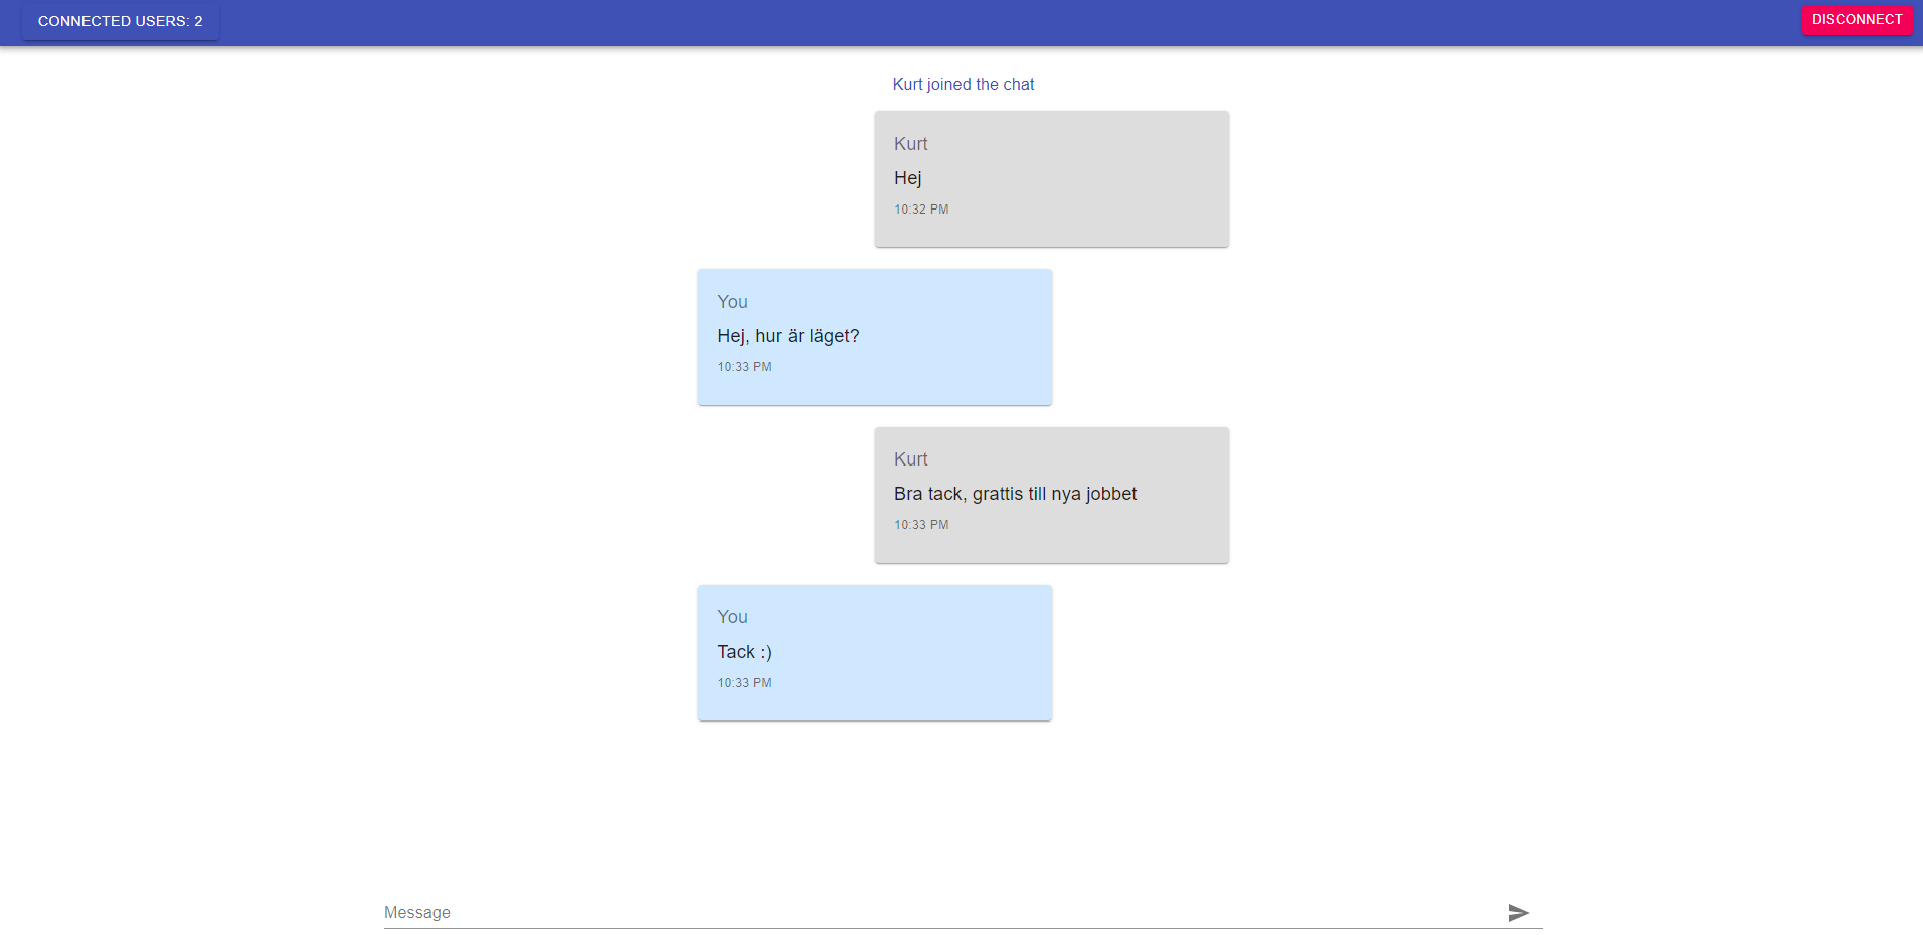 CONNECTED USERS: 2
DISCONNECT
Kurt joined the chat
Kurt
Hej
10:32 PM
You
Hej, hur är läget?
10:33 PM
Kurt
Bra tack, grattis till nya jobbet
10:33 PM
You
Tack :)
10:33 PM
Message